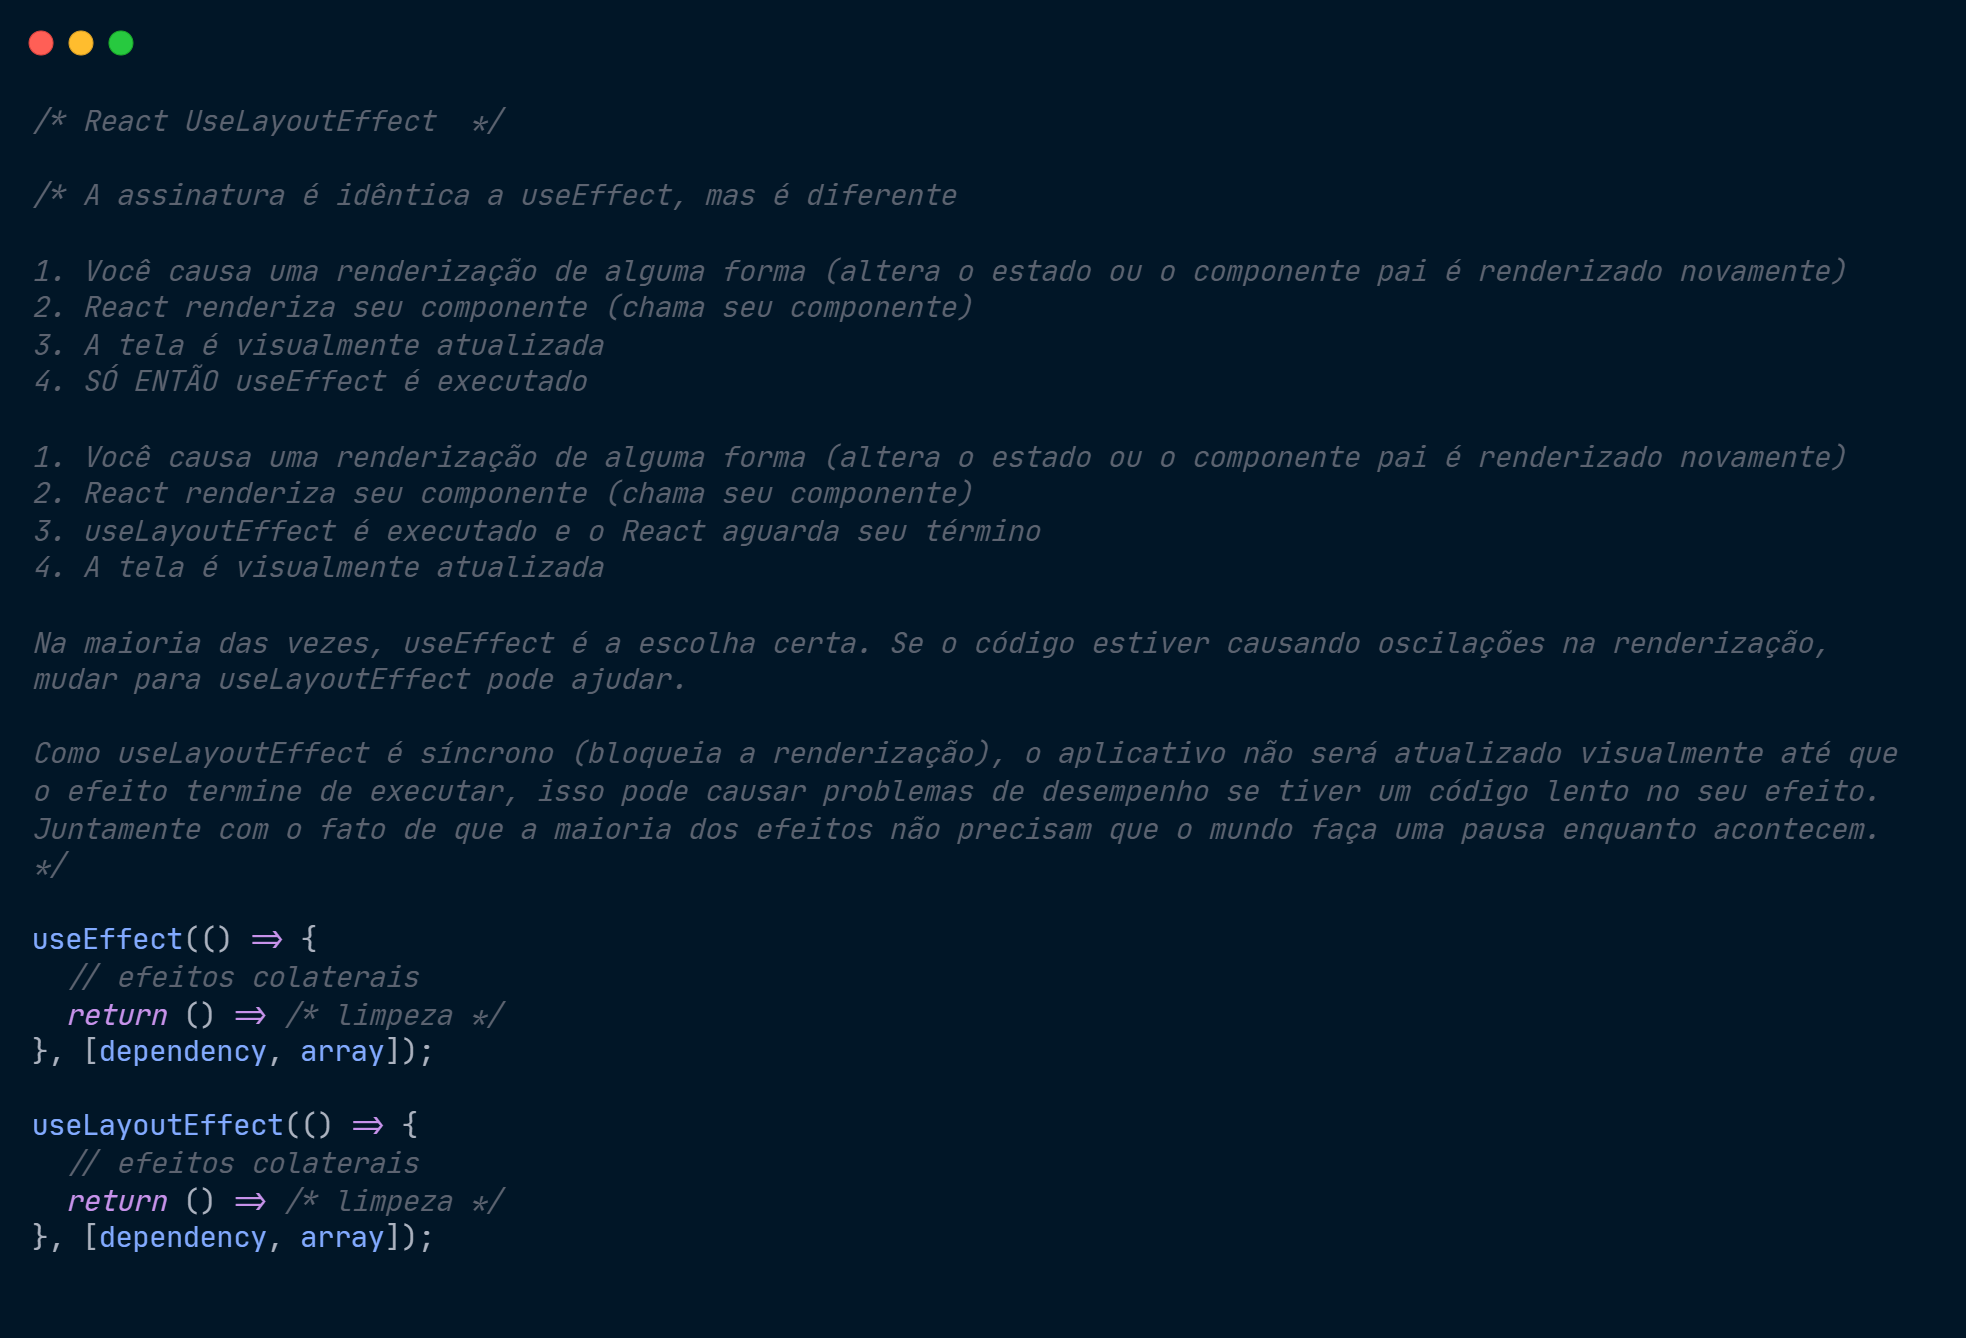 /* React UseLayoutEffect  */
/* A assinatura é idêntica a useEffect, mas é diferente
1. Você causa uma renderização de alguma forma (altera o estado ou o componente pai é renderizado novamente)
2. React renderiza seu componente (chama seu componente)
3. A tela é visualmente atualizada
4. SÓ ENTÃO useEffect é executado
1. Você causa uma renderização de alguma forma (altera o estado ou o componente pai é renderizado novamente)
2. React renderiza seu componente (chama seu componente)
3. useLayoutEffect é executado e o React aguarda seu término
4. A tela é visualmente atualizada
Na maioria das vezes, useEffect é a escolha certa. Se o código estiver causando oscilações na renderização,
mudar para useLayoutEffect pode ajudar.
Como useLayoutEffect é síncrono (bloqueia a renderização), o aplicativo não será atualizado visualmente até que
o efeito termine de executar, isso pode causar problemas de desempenho se tiver um código lento no seu efeito.
Juntamente com o fato de que a maioria dos efeitos não precisam que o mundo faça uma pausa enquanto acontecem.
*/
useEffect(() => {
  // efeitos colaterais
  return () => /* limpeza */
}, [dependency, array]);
useLayoutEffect(() => {
  // efeitos colaterais
  return () => /* limpeza */
}, [dependency, array]);